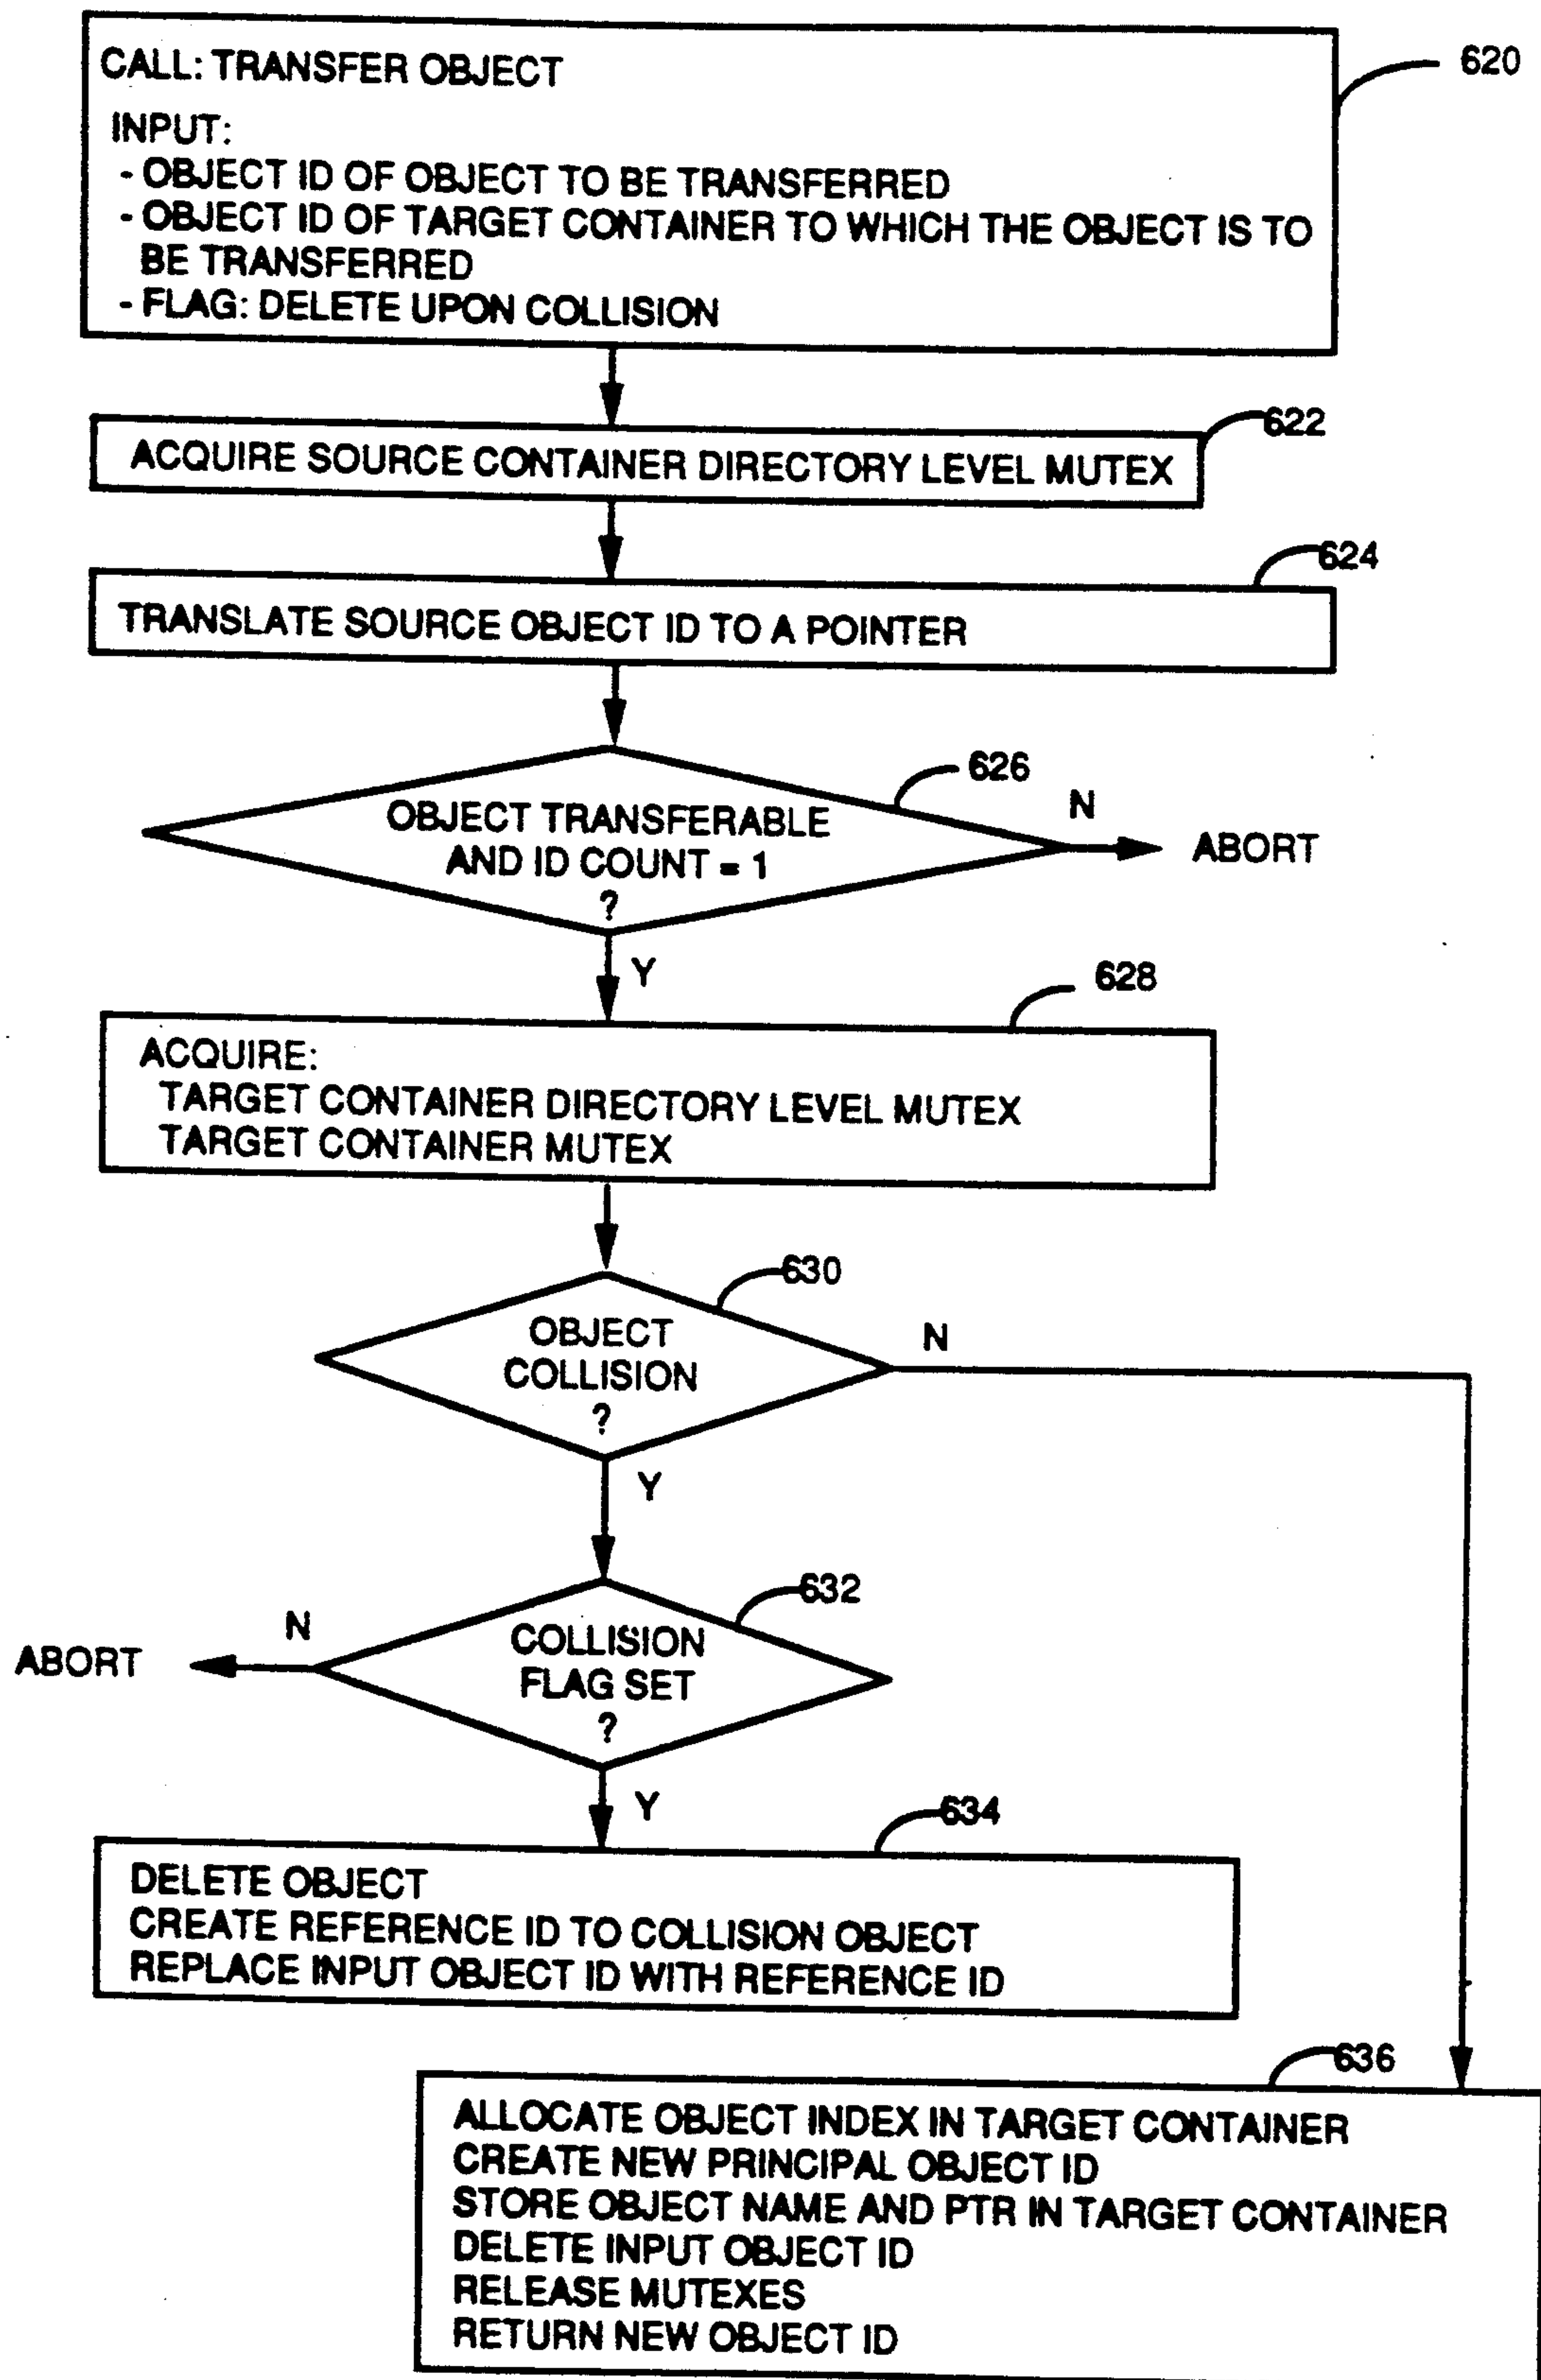 CALL: TRANSFER OBJECT
620
INPUT:
- OBJECT ID OF OBJECT TO BE TRANSFERRED
- OBJECT ID OF TARGET CONTAINER TO WHICH THE OBJECT IS TO
BE TRANSFERRED
- FLAG: DELETE UPON COLLISION
622
ACQUIRE SOURCE CONTAINER DIRECTORY LEVEL MUTEX
624
TRANSLATE SOURCE OBJECT ID TO A POINTER
626
OBJECT TRANSFERABLE
AND ID COUNT = 1
?
N
ABORT
Y
628
ACQUIRE:
TARGET CONTAINER DIRECTORY LEVEL MUTEX
TARGET CONTAINER MUTEX
630
OBJECT
COLLISION
?
N
Y
632
COLLISION
FLAG SET
?
N
ABORT
Y
634
DELETE OBJECT
CREATE REFERENCE ID TO COLLISION OBJECT
REPLACE INPUT OBJECT ID WITH REFERENCE ID
636
ALLOCATE OBJECT INDEX IN TARGET CONTAINER
CREATE NEW PRINCIPAL OBJECT ID
STORE OBJECT NAME AND PTR IN TARGET CONTAINER
DELETE INPUT OBJECT ID
RELEASE MUTEXES
RETURN NEW OBJECT ID